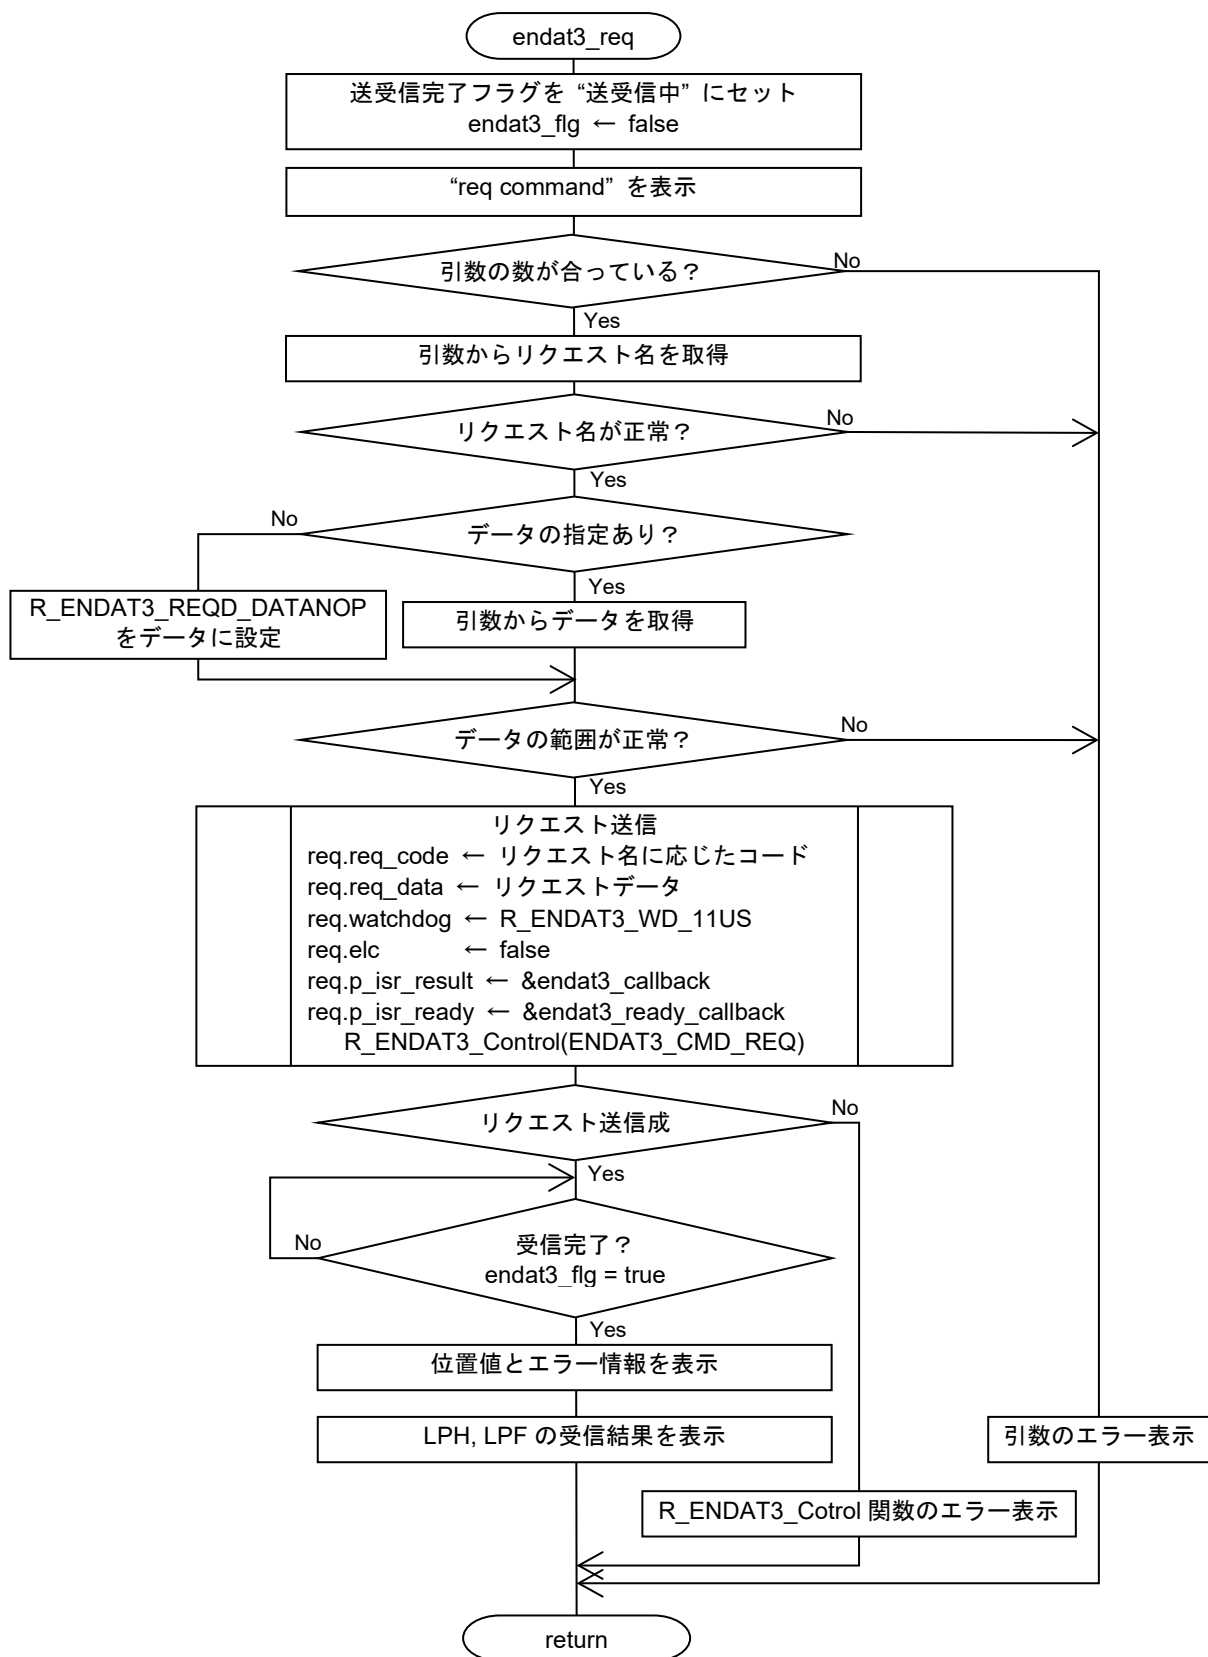 endat3_req
送受信完了フラグを “送受信中” にセット
endat3_flg ← false
“req command” を表示
引数の数が合っている？
No
Yes
引数からリクエスト名を取得
リクエスト名が正常？
No
Yes
データの指定あり？
No
Yes
R_ENDAT3_REQD_DATANOP
をデータに設定
引数からデータを取得
データの範囲が正常？
No
Yes
リクエスト送信
req.req_code ← リクエスト名に応じたコード
req.req_data ← リクエストデータ
req.watchdog ← R_ENDAT3_WD_11US
req.elc ← false
req.p_isr_result ← &endat3_callback
req.p_isr_ready ← &endat3_ready_callback
R_ENDAT3_Control(ENDAT3_CMD_REQ)
リクエスト送信成
No
Yes
受信完了？
endat3_flg = true
No
Yes
位置値とエラー情報を表示
LPH, LPF の受信結果を表示
引数のエラー表示
R_ENDAT3_Cotrol 関数のエラー表示
return